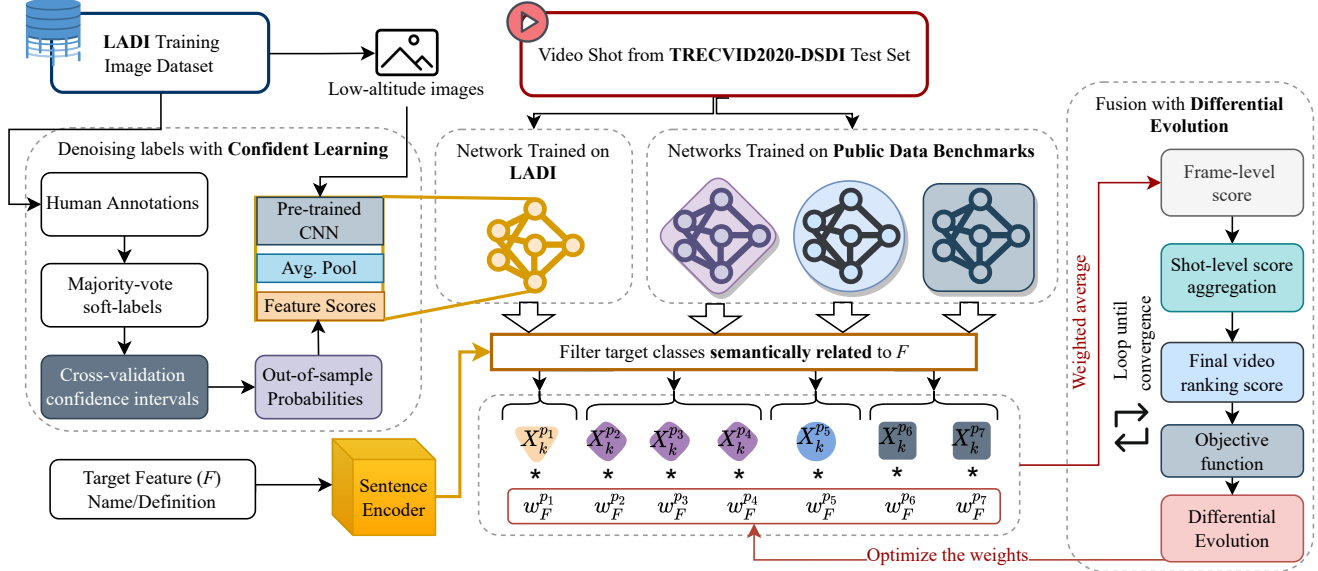 LADI Training
Image Dataset
Low-altitude images
Video Shot from TRECVID2020-DSDI Test Set
Denoising labels with Confident Learning
Human Annotations
Majority-vote
soft-labels
Cross-validation
confidence intervals
Out-of-sample
Probabilities
Pre-trained
CNN
Avg. Pool
Feature Scores
Network Trained on
LADI
Networks Trained on Public Data Benchmarks
Filter target classes semantically related to F
Target Feature (F)
Name/Definition
Sentence
Encoder
X_k^{p_1} X_k^{p_2} X_k^{p_3} X_k^{p_4} X_k^{p_5} X_k^{p_6} X_k^{p_7}
* * * * * * *
w_F^{p_1} w_F^{p_2} w_F^{p_3} w_F^{p_4} w_F^{p_5} w_F^{p_6} w_F^{p_7}
Optimize the weights
Weighted average
Fusion with Differential
Evolution
Frame-level
score
Shot-level score
aggregation
Final video
ranking score
Objective
function
Differential
Evolution
Loop until
convergence